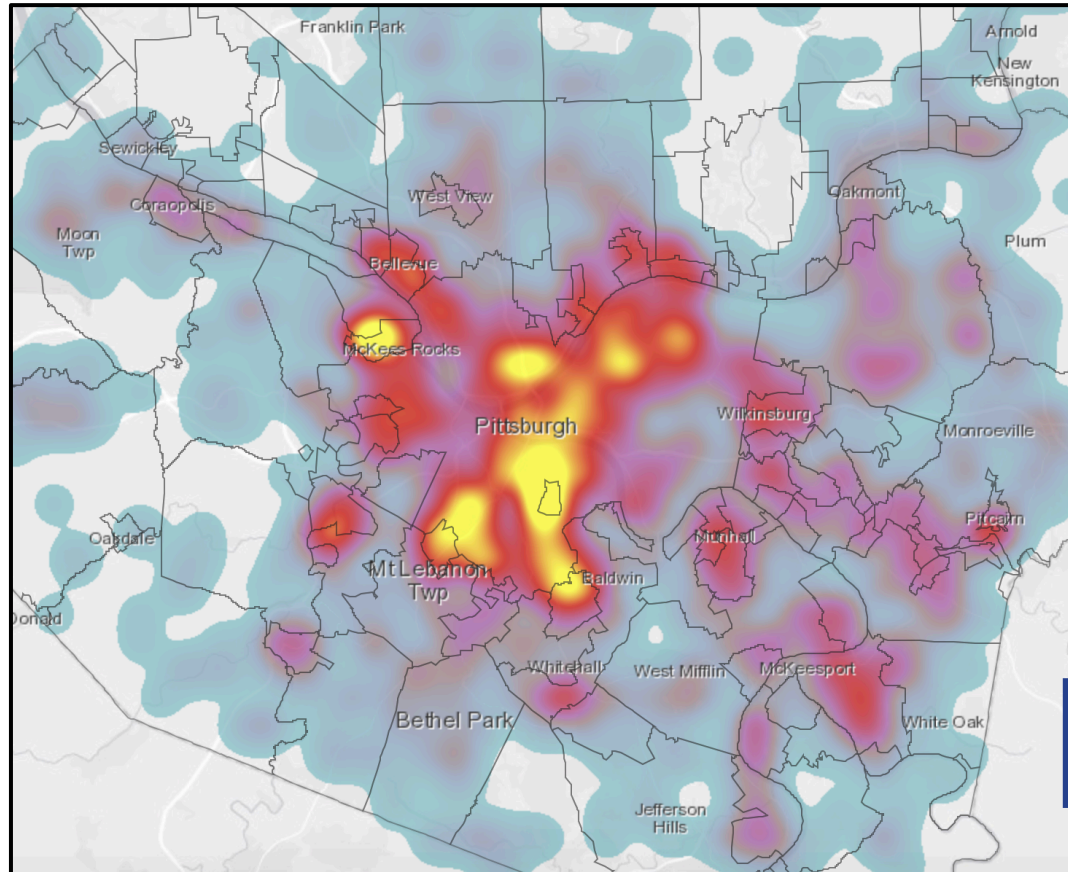 Franklin Park
Arnold
New
Kensington
Sewickley
West View
Oakmont
Coraopolis
Moon
Twp
Plum
Bellevue
McKees Rocks
Wilkinsburg
Pittsburgh
Monroeville
Pitcairn
Oakdale
Munhall
Mt Lebanon
Twp
Baldwin
Donald
Whitehall
West Mifflin
McKeesport
Bethel Park
White Oak
Jefferson
Hills